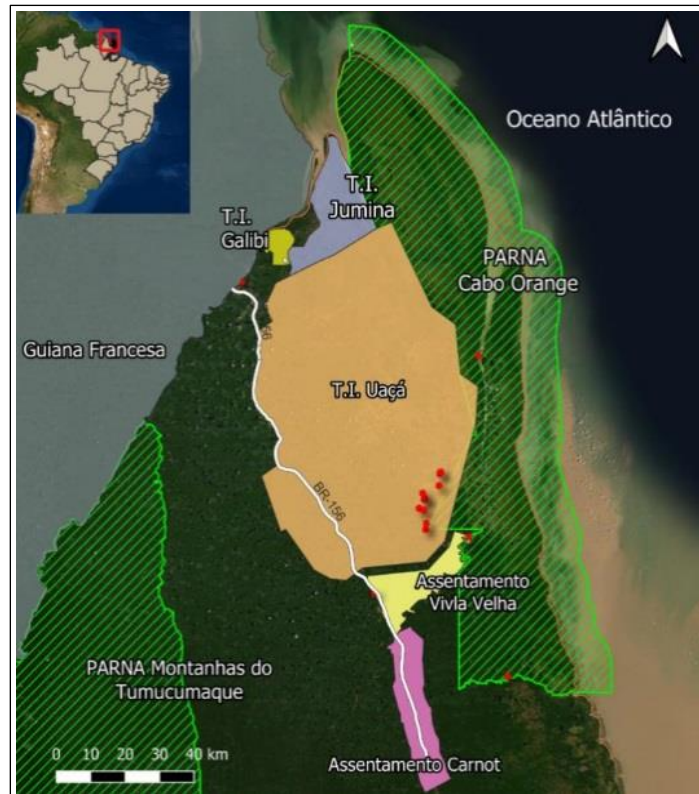 Oceano Atlântico
T.I.
Jumina
T.I.
Galibi
PARNA
Cabo Orange
Guiana Francesa
T.I. Uaçá
BR-156
Assentamento
Vivla Velha
PARNA Montanhas do
Tumucumaque
0 10 20 30 40 km
Assentamento Carnot